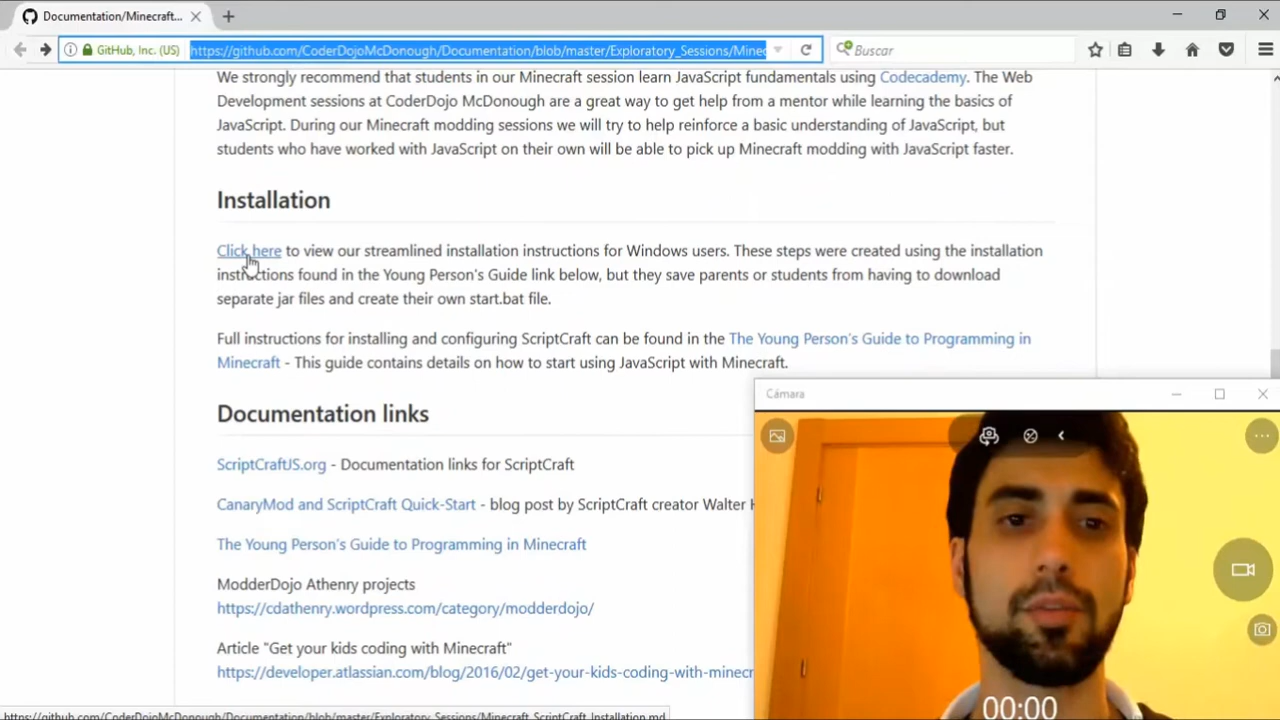 Documentation/Minecraft...
GitHub, Inc. (US)
https://github.com/CoderDojoMcDonough/Documentation/blob/master/Exploratory_Sessions/Minec
Buscar
We strongly recommend that students in our Minecraft session learn JavaScript fundamentals using Codecademy. The Web
Development sessions at CoderDojo McDonough are a great way to get help from a mentor while learning the basics of
JavaScript. During our Minecraft modding sessions we will try to help reinforce a basic understanding of JavaScript, but
students who have worked with JavaScript on their own will be able to pick up Minecraft modding with JavaScript faster.
Installation
Click here to view our streamlined installation instructions for Windows users. These steps were created using the installation
instructions found in the Young Person's Guide link below, but they save parents or students from having to download
separate jar files and create their own start.bat file.
Full instructions for installing and configuring ScriptCraft can be found in the The Young Person's Guide to Programming in
Minecraft - This guide contains details on how to start using JavaScript with Minecraft.
Cámara
Documentation links
ScriptCraftJS.org - Documentation links for ScriptCraft
CanaryMod and ScriptCraft Quick-Start - blog post by ScriptCraft creator Walter H
The Young Person's Guide to Programming in Minecraft
ModderDojo Athenry projects
https://cdathenry.wordpress.com/category/modderdojo/
Article "Get your kids coding with Minecraft"
https://developer.atlassian.com/blog/2016/02/get-your-kids-coding-with-minecr
00:00
https://github.com/CoderDojoMcDonough/Documentation/blob/master/Exploratory_Sessions/Minecraft_ScriptCraft_Installation.md